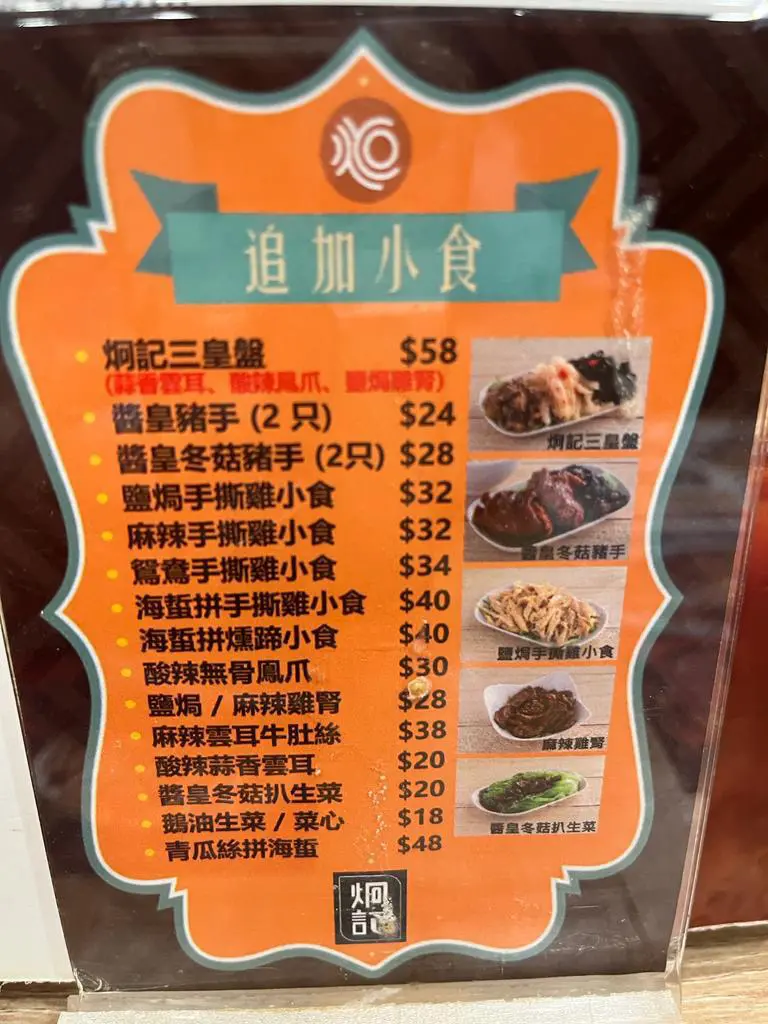 追加小食
炯記三皇盤 $58
(蒜香雲耳、酸辣鳳爪、鹽焗雞腎)
醬皇豬手 (2 只) $24
醬皇冬菇豬手 (2只) $28
鹽焗手撕雞小食 $32
麻辣手撕雞小食 $32
鴛鴦手撕雞小食 $34
海蜇拼手撕雞小食 $40
海蜇拼燻蹄小食 $40
酸辣無骨鳳爪 $30
鹽焗 / 麻辣雞腎 $28
麻辣雲耳牛肚絲 $38
酸辣蒜香雲耳 $20
醬皇冬菇扒生菜 $20
鵝油生菜 / 菜心 $18
青瓜絲拼海蜇 $48
炯記三皇盤
醬皇冬菇豬手
鹽焗手撕雞小食
麻辣雞腎
醬皇冬菇扒生菜
炯
記